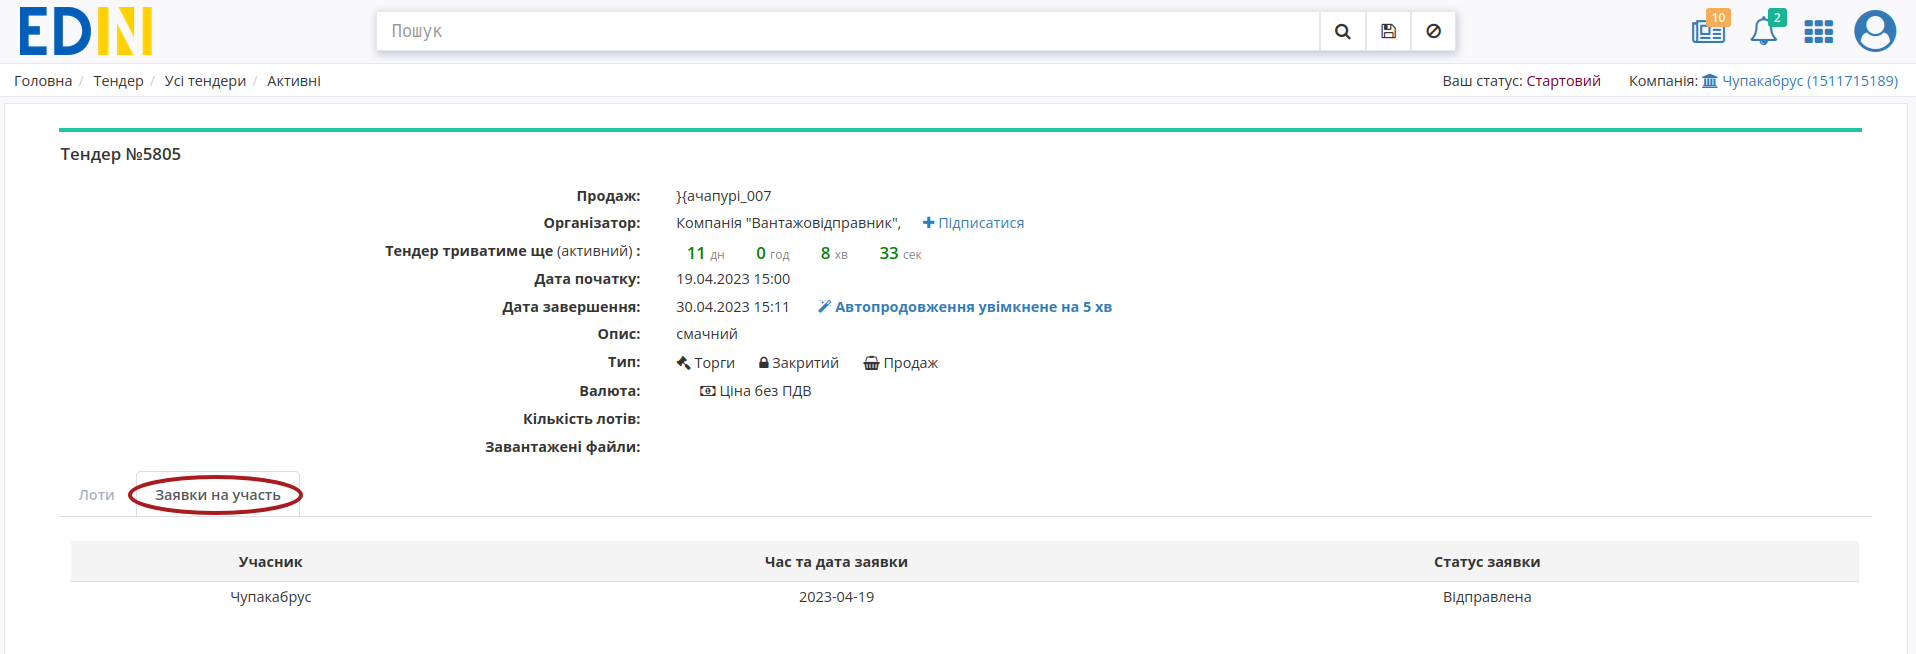 EDIN
Пошук
10
2
Головна / Тендер / Усі тендери / Активні
Ваш статус: Стартовий Компанія: Чупакабрус (1511715189)
Тендер №5805
Продаж: }{ачапурі_007
Організатор: Компанія "Вантажовідправник", Підписатися
Тендер триватиме ще (активний) : 11 дн 0 год 8 хв 33 сек
Дата початку: 19.04.2023 15:00
Дата завершення: 30.04.2023 15:11 Автопродовження увімкнене на 5 хв
Опис: смачний
Тип: Торги Закритий Продаж
Валюта: Ціна без ПДВ
Кількість лотів:
Завантажені файли:
Лоти Заявки на участь
Учасник Час та дата заявки Статус заявки
Чупакабрус 2023-04-19 Відправлена